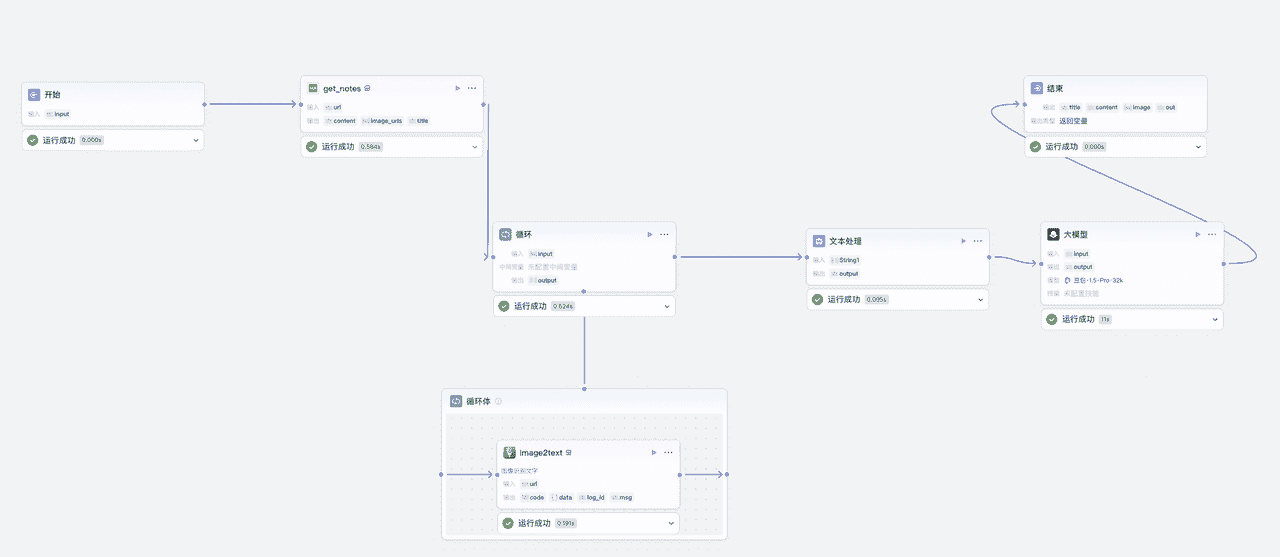 开始
输入 input
运行成功 0.000s
get_notes
输入 url
输出 content image_urls title
运行成功 0.584s
结束
输出 title content image out
输出类型 返回变量
运行成功 0.000s
循环
输入 input
中间变量 未配置中间变量
输出 output
运行成功 0.624s
文本处理
输入 String1
输出 output
运行成功
大模型
输入 input
输出 output
模型 豆包·1.5·Pro·32k
技能 未配置技能
运行成功 11s
循环体
image2text
图像识别文字
输入 url
输出 code data log_id msg
运行成功 0.191s